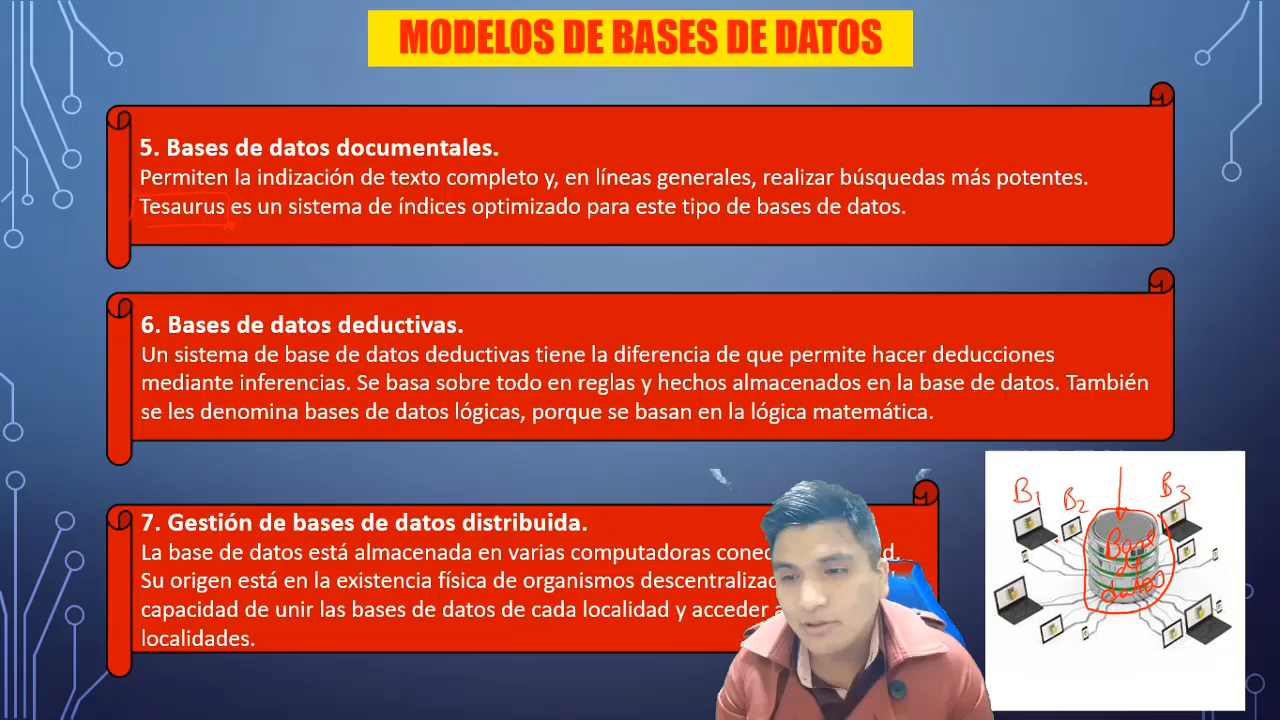 MODELOS DE BASES DE DATOS
5. Bases de datos documentales.
Permiten la indización de texto completo y, en líneas generales, realizar búsquedas más potentes.
Tesaurus es un sistema de índices optimizado para este tipo de bases de datos.
6. Bases de datos deductivas.
Un sistema de base de datos deductivas tiene la diferencia de que permite hacer deducciones
mediante inferencias. Se basa sobre todo en reglas y hechos almacenados en la base de datos. También
se les denomina bases de datos lógicas, porque se basan en la lógica matemática.
7. Gestión de bases de datos distribuida.
La base de datos está almacenada en varias computadoras
Su origen está en la existencia física de organismos
capacidad de unir las bases de datos de cada localidad y acceder
localidades.
B1
B2
B3
Base
de
datos